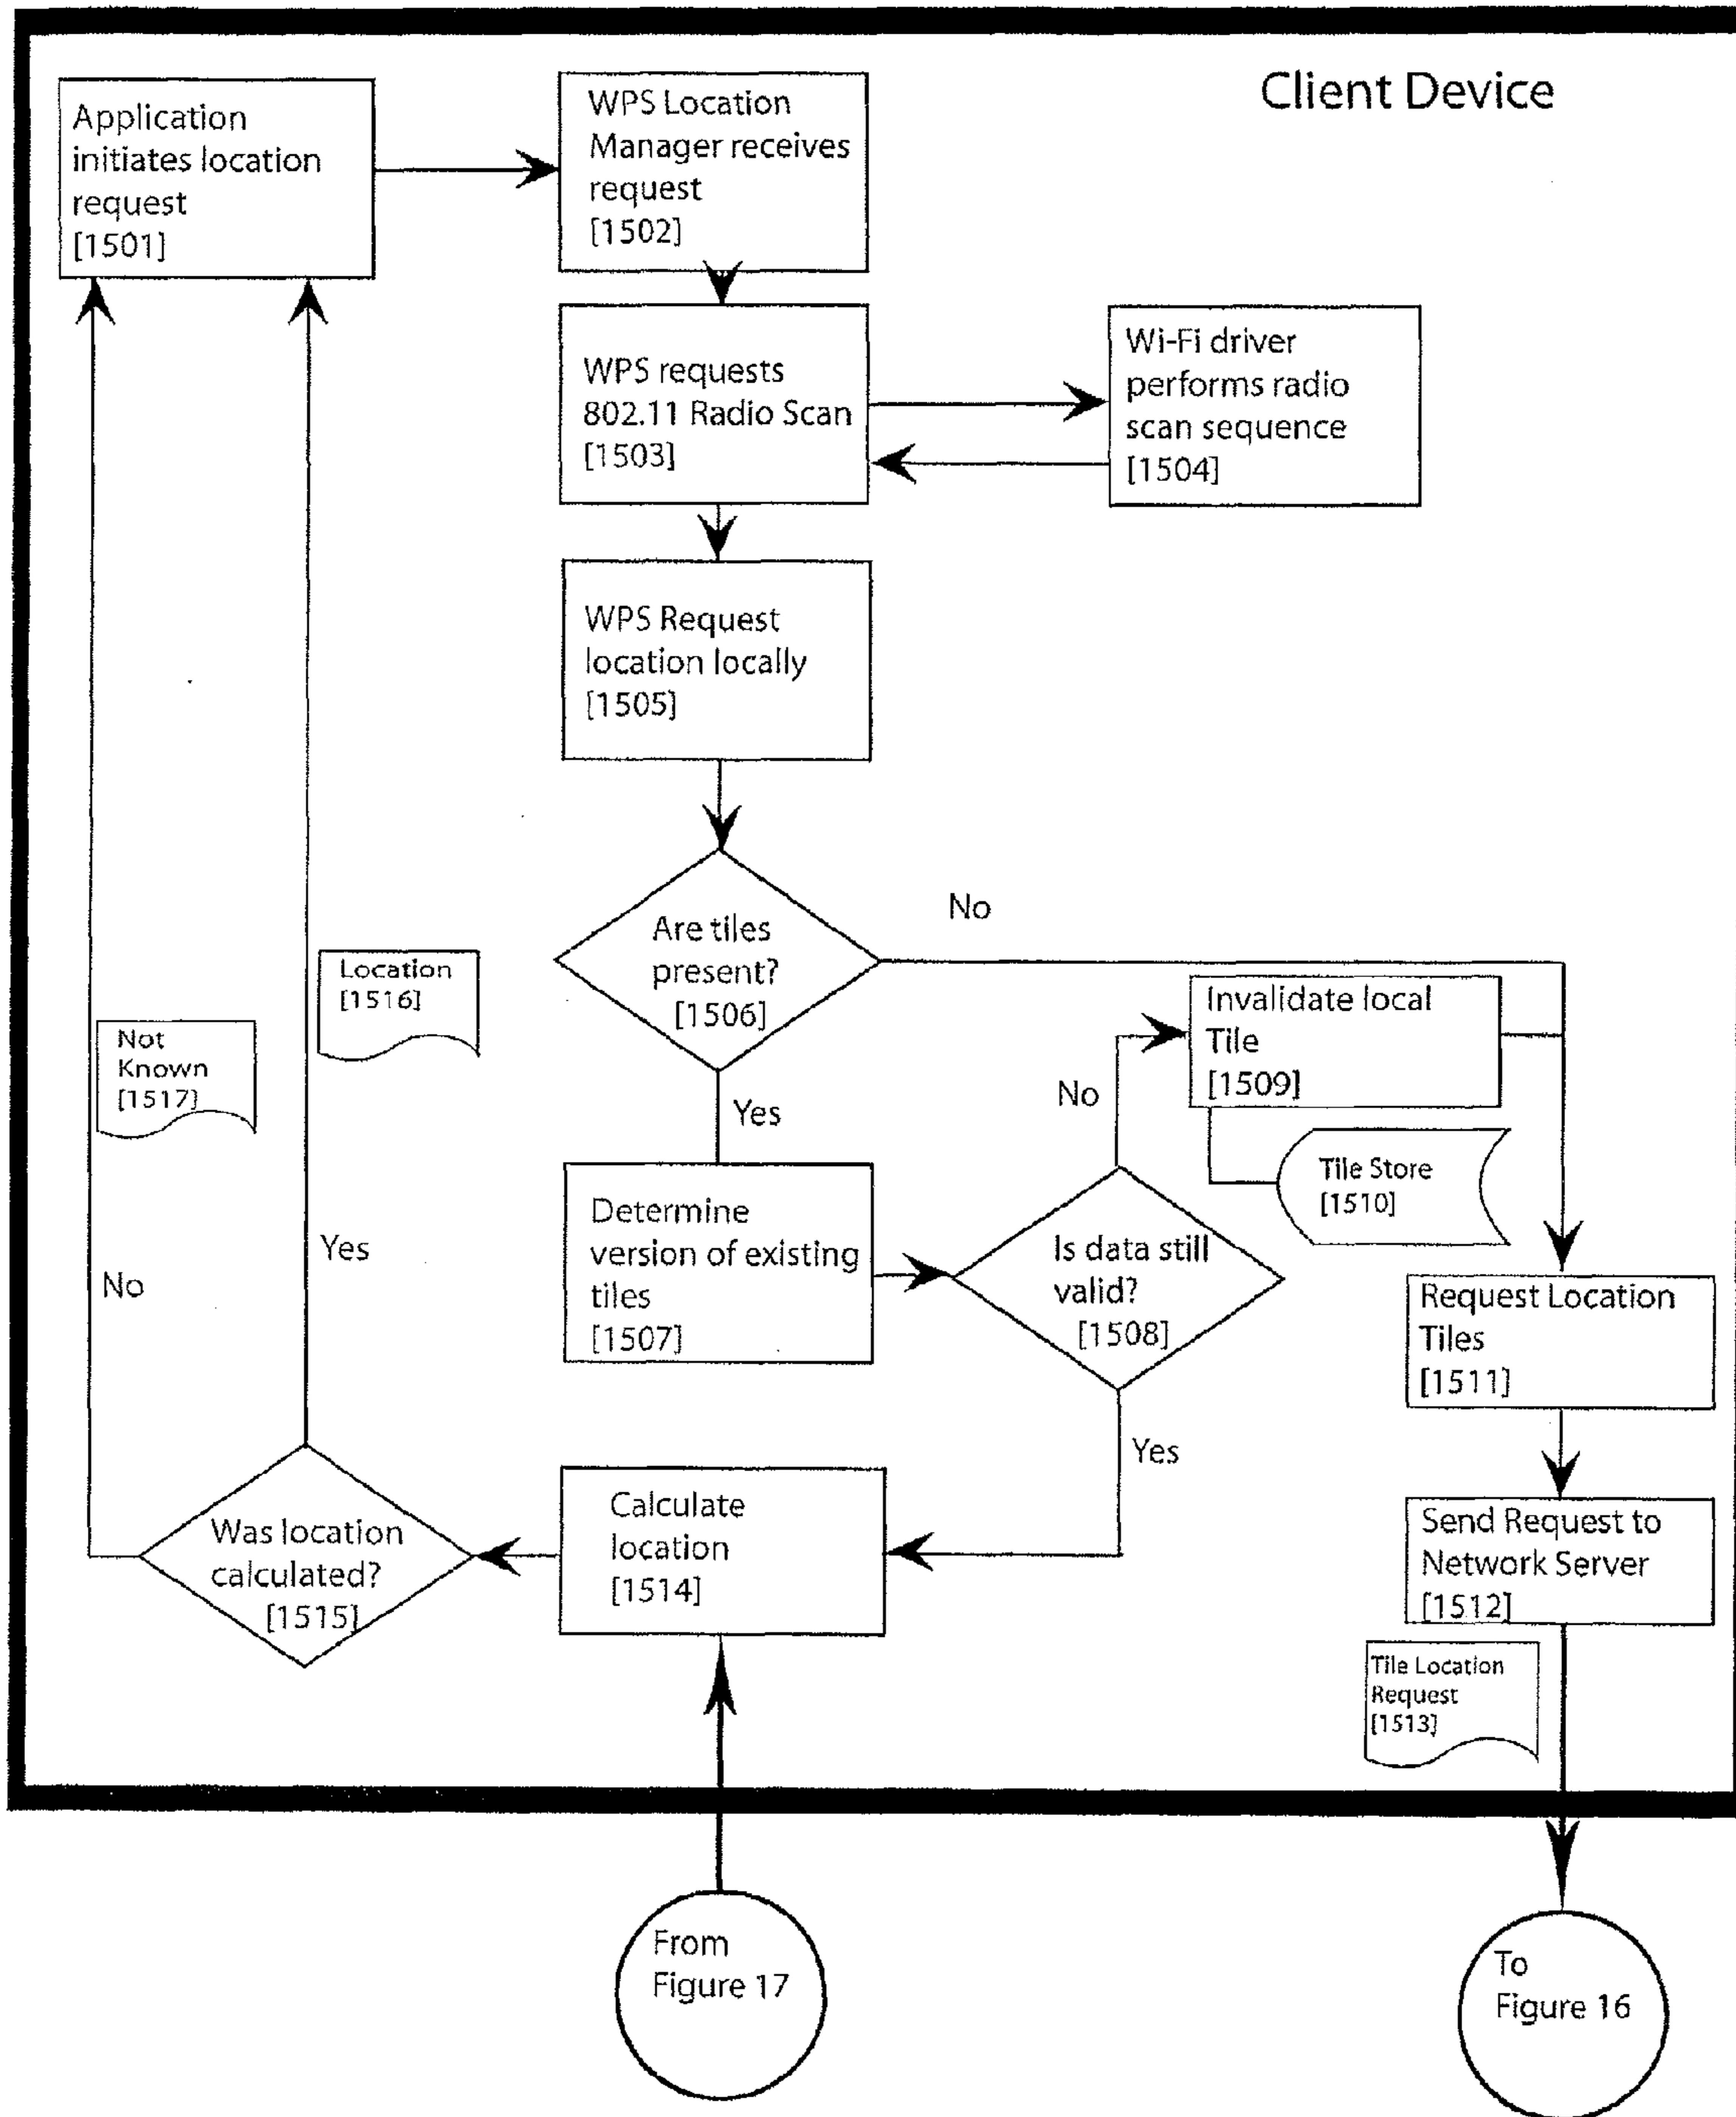 Client Device
Application
initiates location
request
[1501]
WPS Location
Manager receives
request
[1502]
WPS requests
802.11 Radio Scan
[1503]
Wi-Fi driver
performs radio
scan sequence
[1504]
WPS Request
location locally
[1505]
Are tiles
present?
[1506]
No
Yes
Location
[1516]
Not
Known
[1517]
Invalidate local
Tile
[1509]
No
Tile Store
[1510]
Determine
version of existing
tiles
[1507]
Is data still
valid?
[1508]
Yes
No
Yes
Request Location
Tiles
[1511]
Was location
calculated?
[1515]
Calculate
location
[1514]
Send Request to
Network Server
[1512]
Tile Location
Request
[1513]
From
Figure 17
To
Figure 16